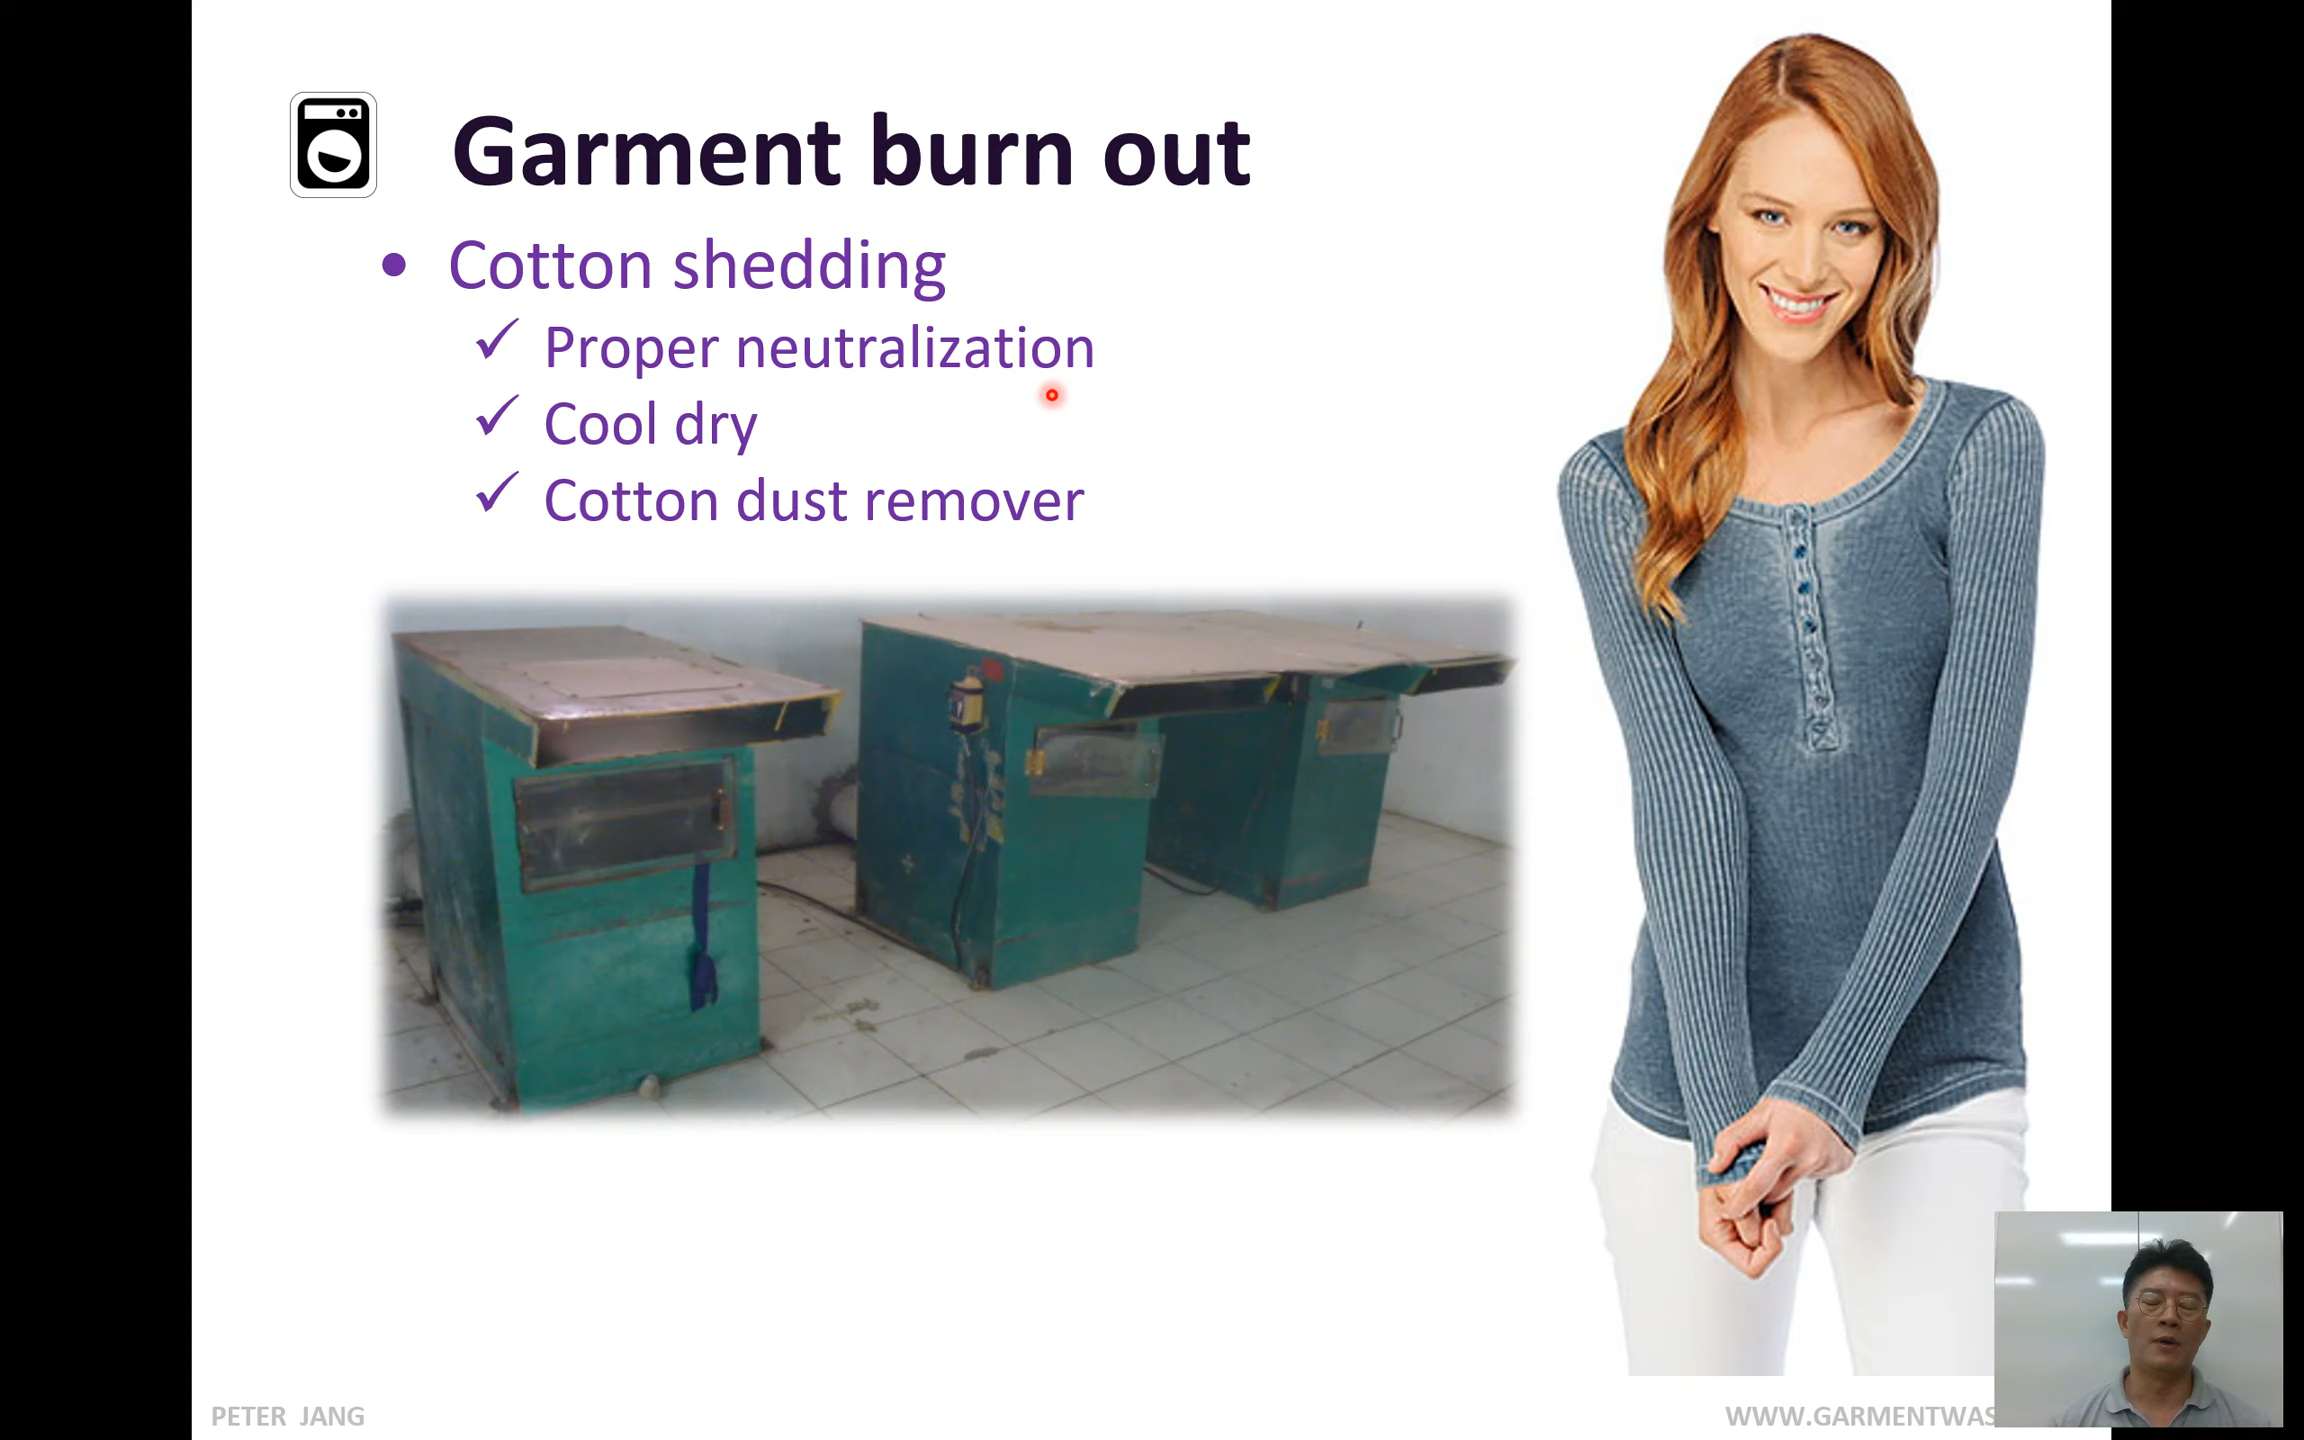 Garment burn out
• Cotton shedding
✓ Proper neutralization
✓ Cool dry
✓ Cotton dust remover
PETER JANG
WWW.GARMENTWAS